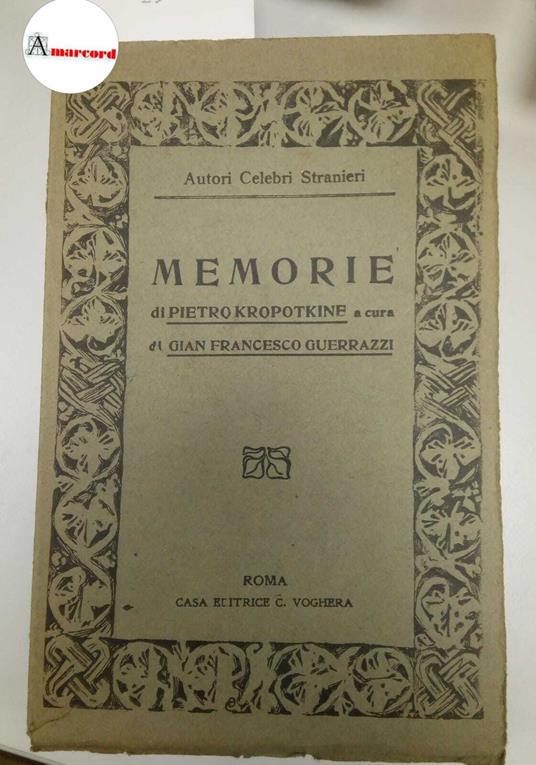 Amarcord
Autori Celebri Stranieri
MEMORIE
di PIETRO KROPOTKINE a cura
di GIAN FRANCESCO GUERRAZZI
ROMA
CASA EDITRICE C. VOGHERA